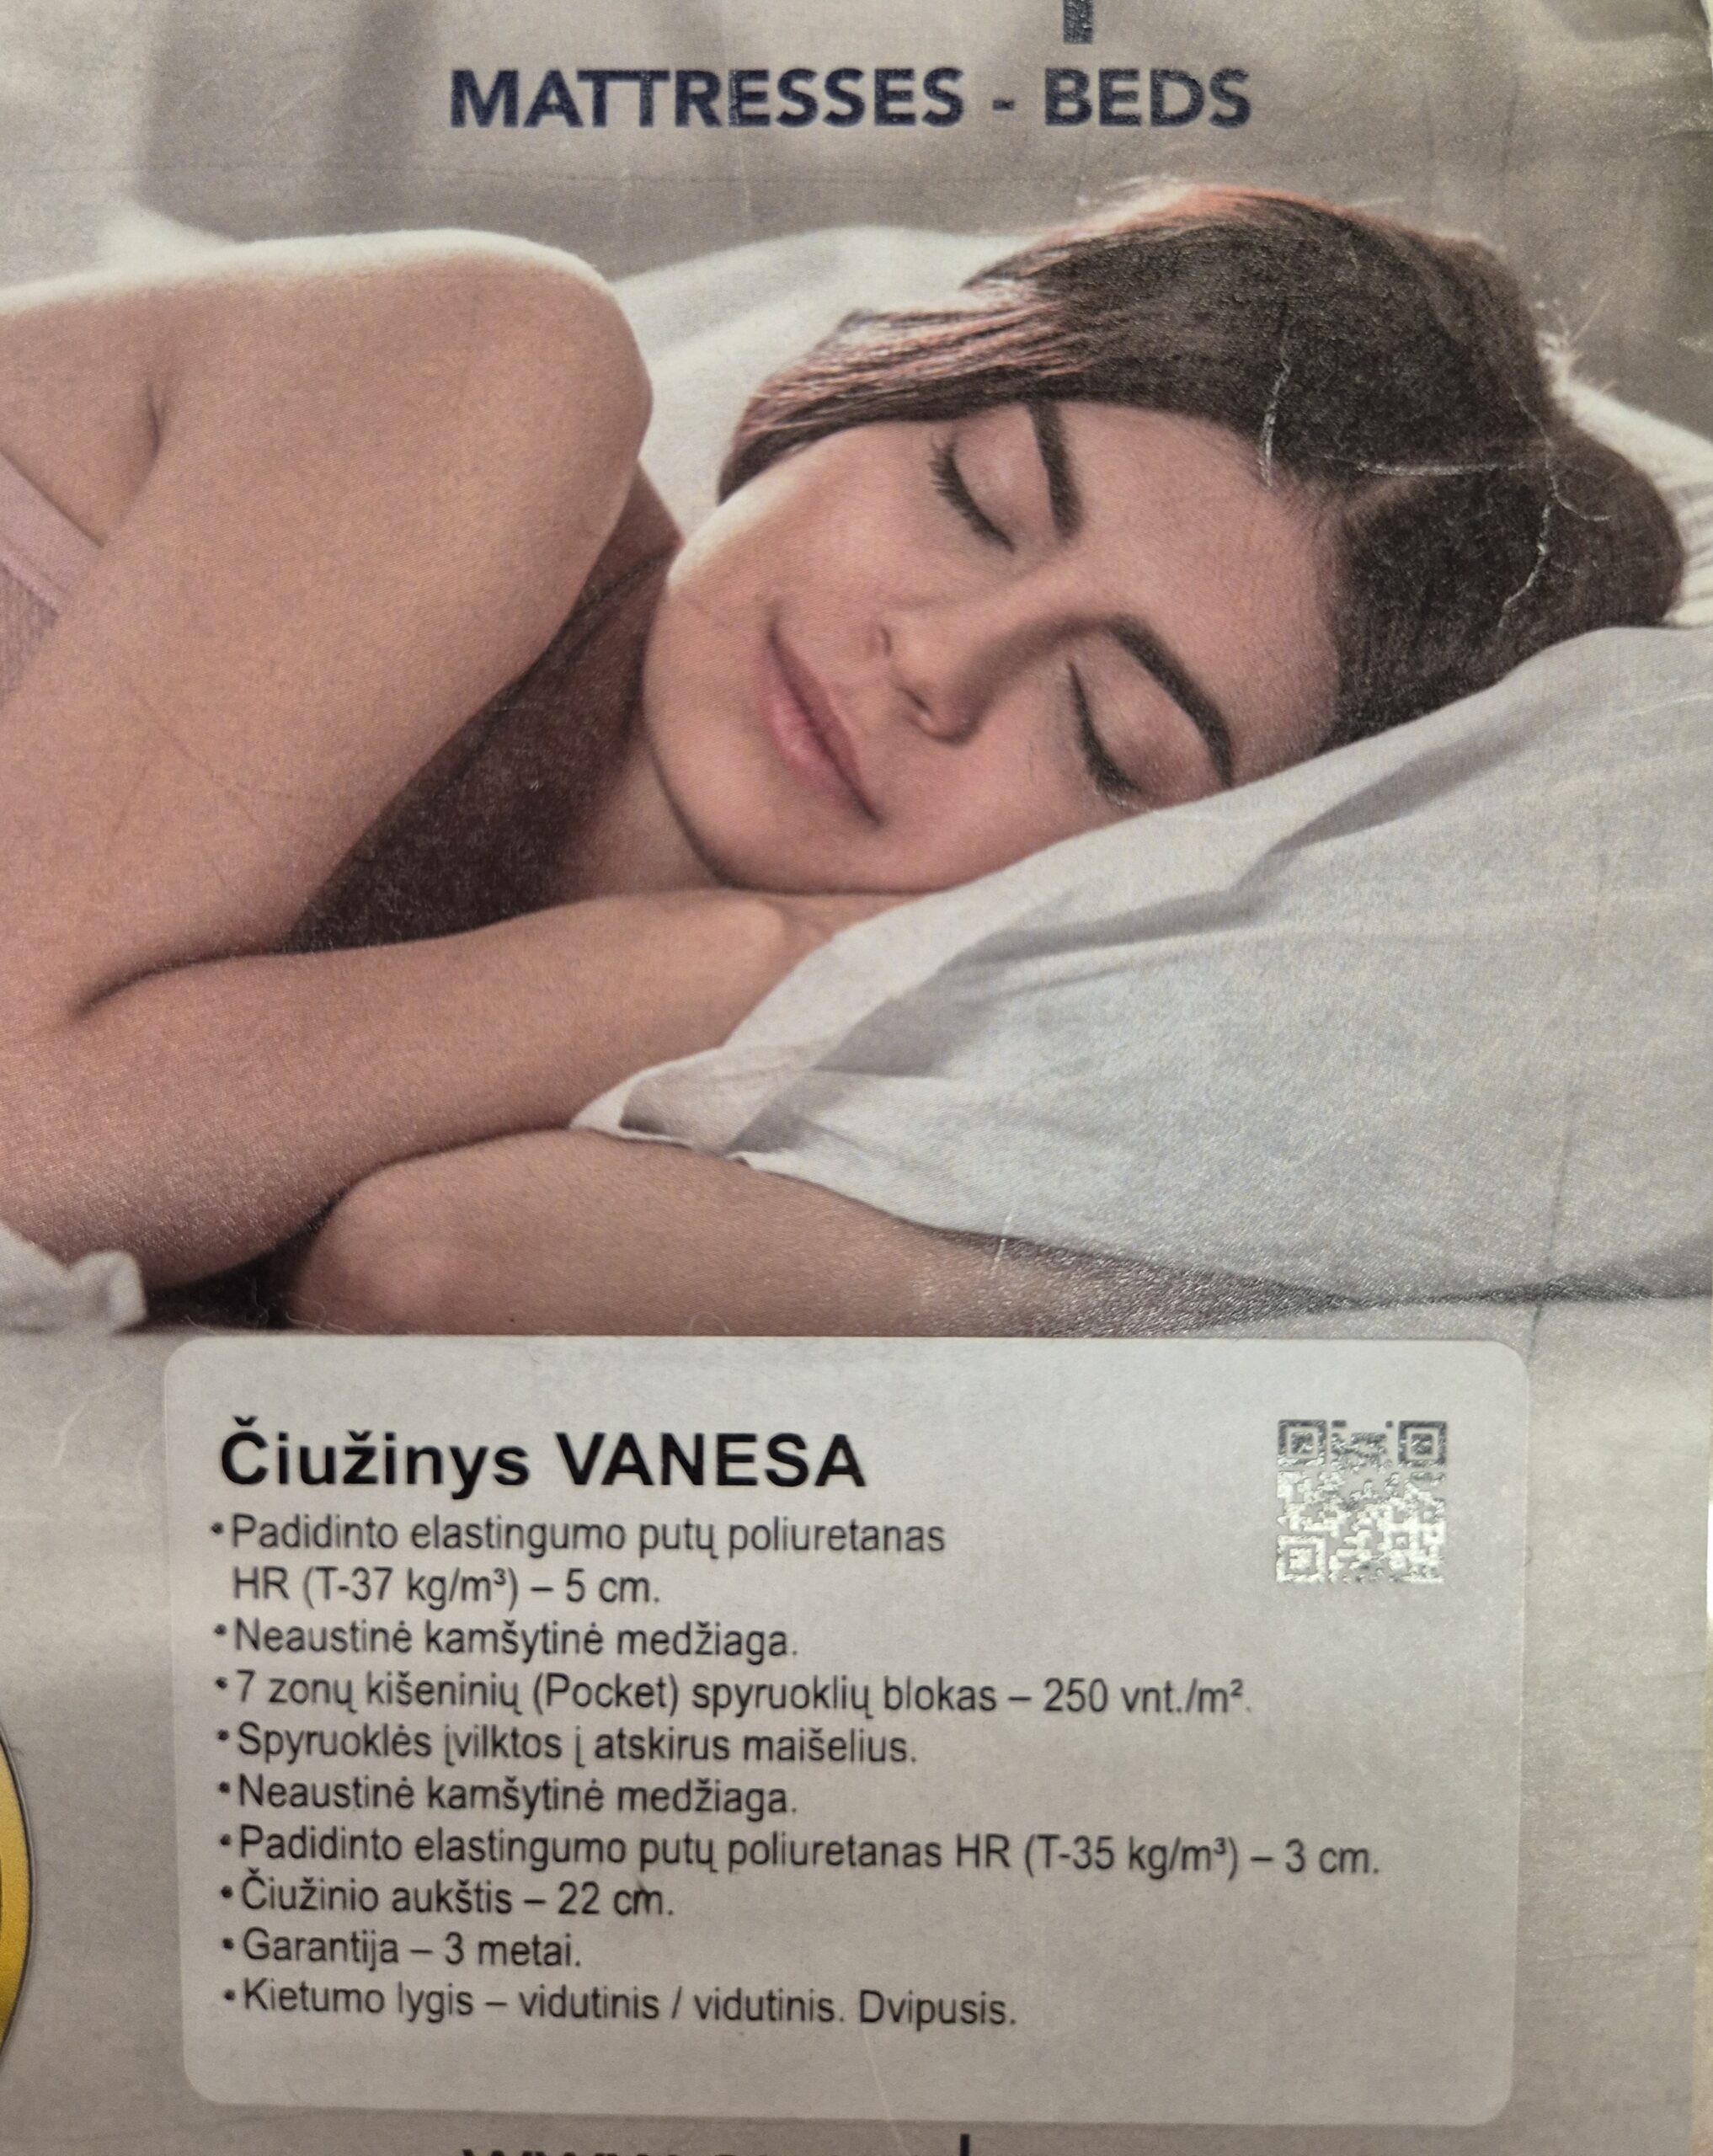 MATTRESSES - BEDS
Čiužinys VANESA
•Padidinto elastingumo putų poliuretanas
HR (T-37 kg/m³) – 5 cm.
•Neaustinė kamšytinė medžiaga.
•7 zonų kišeninių (Pocket) spyruoklių blokas – 250 vnt./m².
•Spyruoklės įvilktos į atskirus maišelius.
•Neaustinė kamšytinė medžiaga.
•Padidinto elastingumo putų poliuretanas HR (T-35 kg/m³) – 3 cm.
•Čiužinio aukštis – 22 cm.
•Garantija – 3 metai.
•Kietumo lygis – vidutinis / vidutinis. Dvipusis.